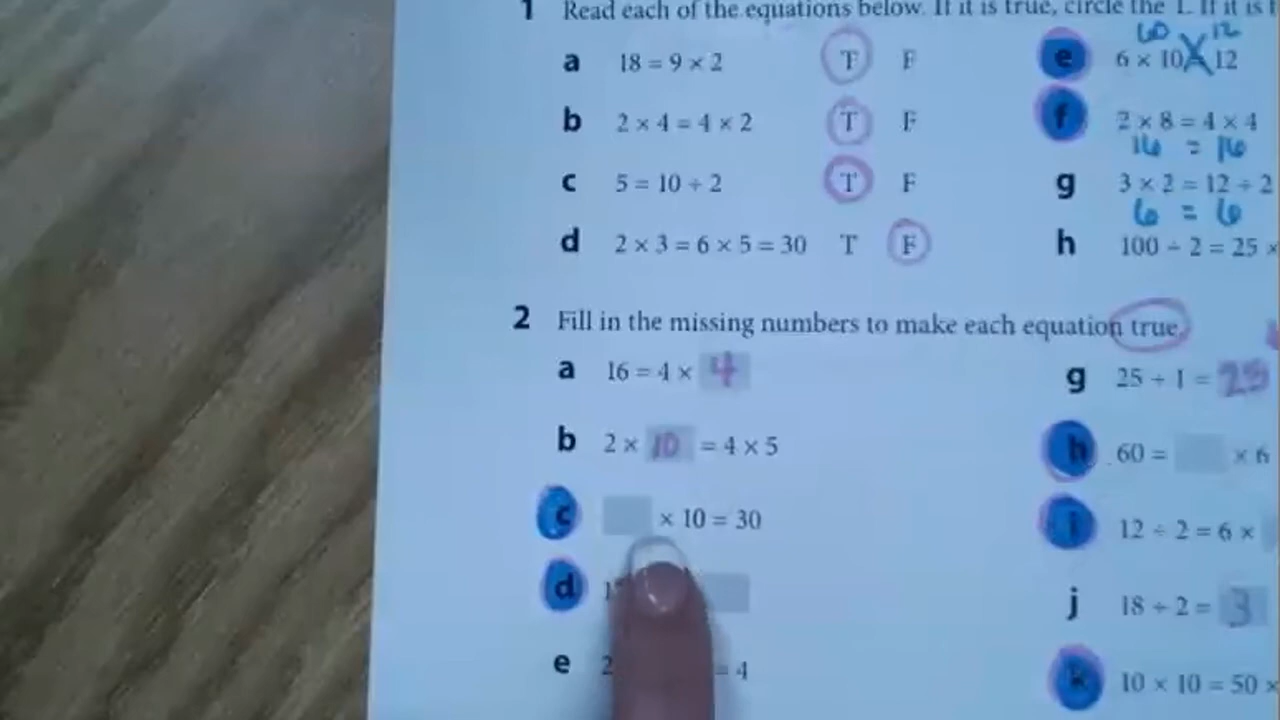 1 Read each of the equations below. If it is true, circle the T. If it is
a 18 = 9 × 2 T F
b 2 × 4 = 4 × 2 T F
c 5 = 10 ÷ 2 T F
d 2 × 3 = 6 × 5 = 30 T F
60 12
e 6 × 10 = 12
f 2 × 8 = 4 × 4
16 = 16
g 3 × 2 = 12 ÷ 2
6 = 6
h 100 ÷ 2 = 25 ×
2 Fill in the missing numbers to make each equation true.
a 16 = 4 × 4
b 2 × 10 = 4 × 5
c × 10 = 30
d
e 2 = 4
g 25 ÷ 1 = 25
h 60 = × 6
i 12 ÷ 2 = 6 ×
j 18 ÷ 2 = 3
k 10 × 10 = 50 ×